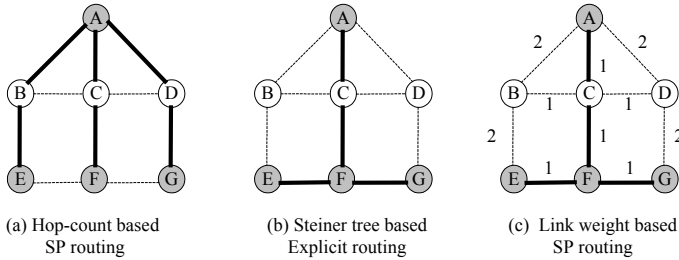 A A A
2 2
1
B C D B C D B C D
1 1
2 1 2
1 1
E F G E F G E F G
(a) Hop-count based (b) Steiner tree based (c) Link weight based
SP routing Explicit routing SP routing